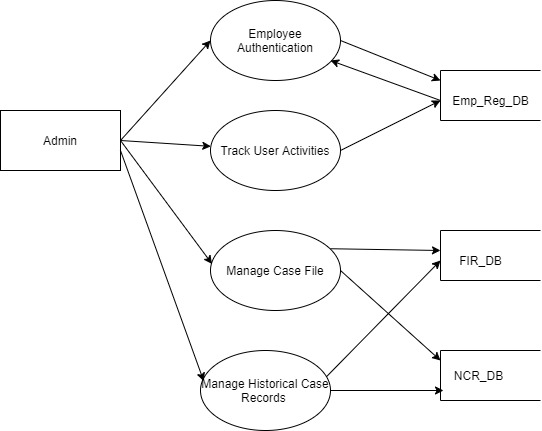 Employee
Authentication
Emp_Reg_DB
Admin
Track User Activities
Manage Case File
FIR_DB
Manage Historical Case
Records
NCR_DB